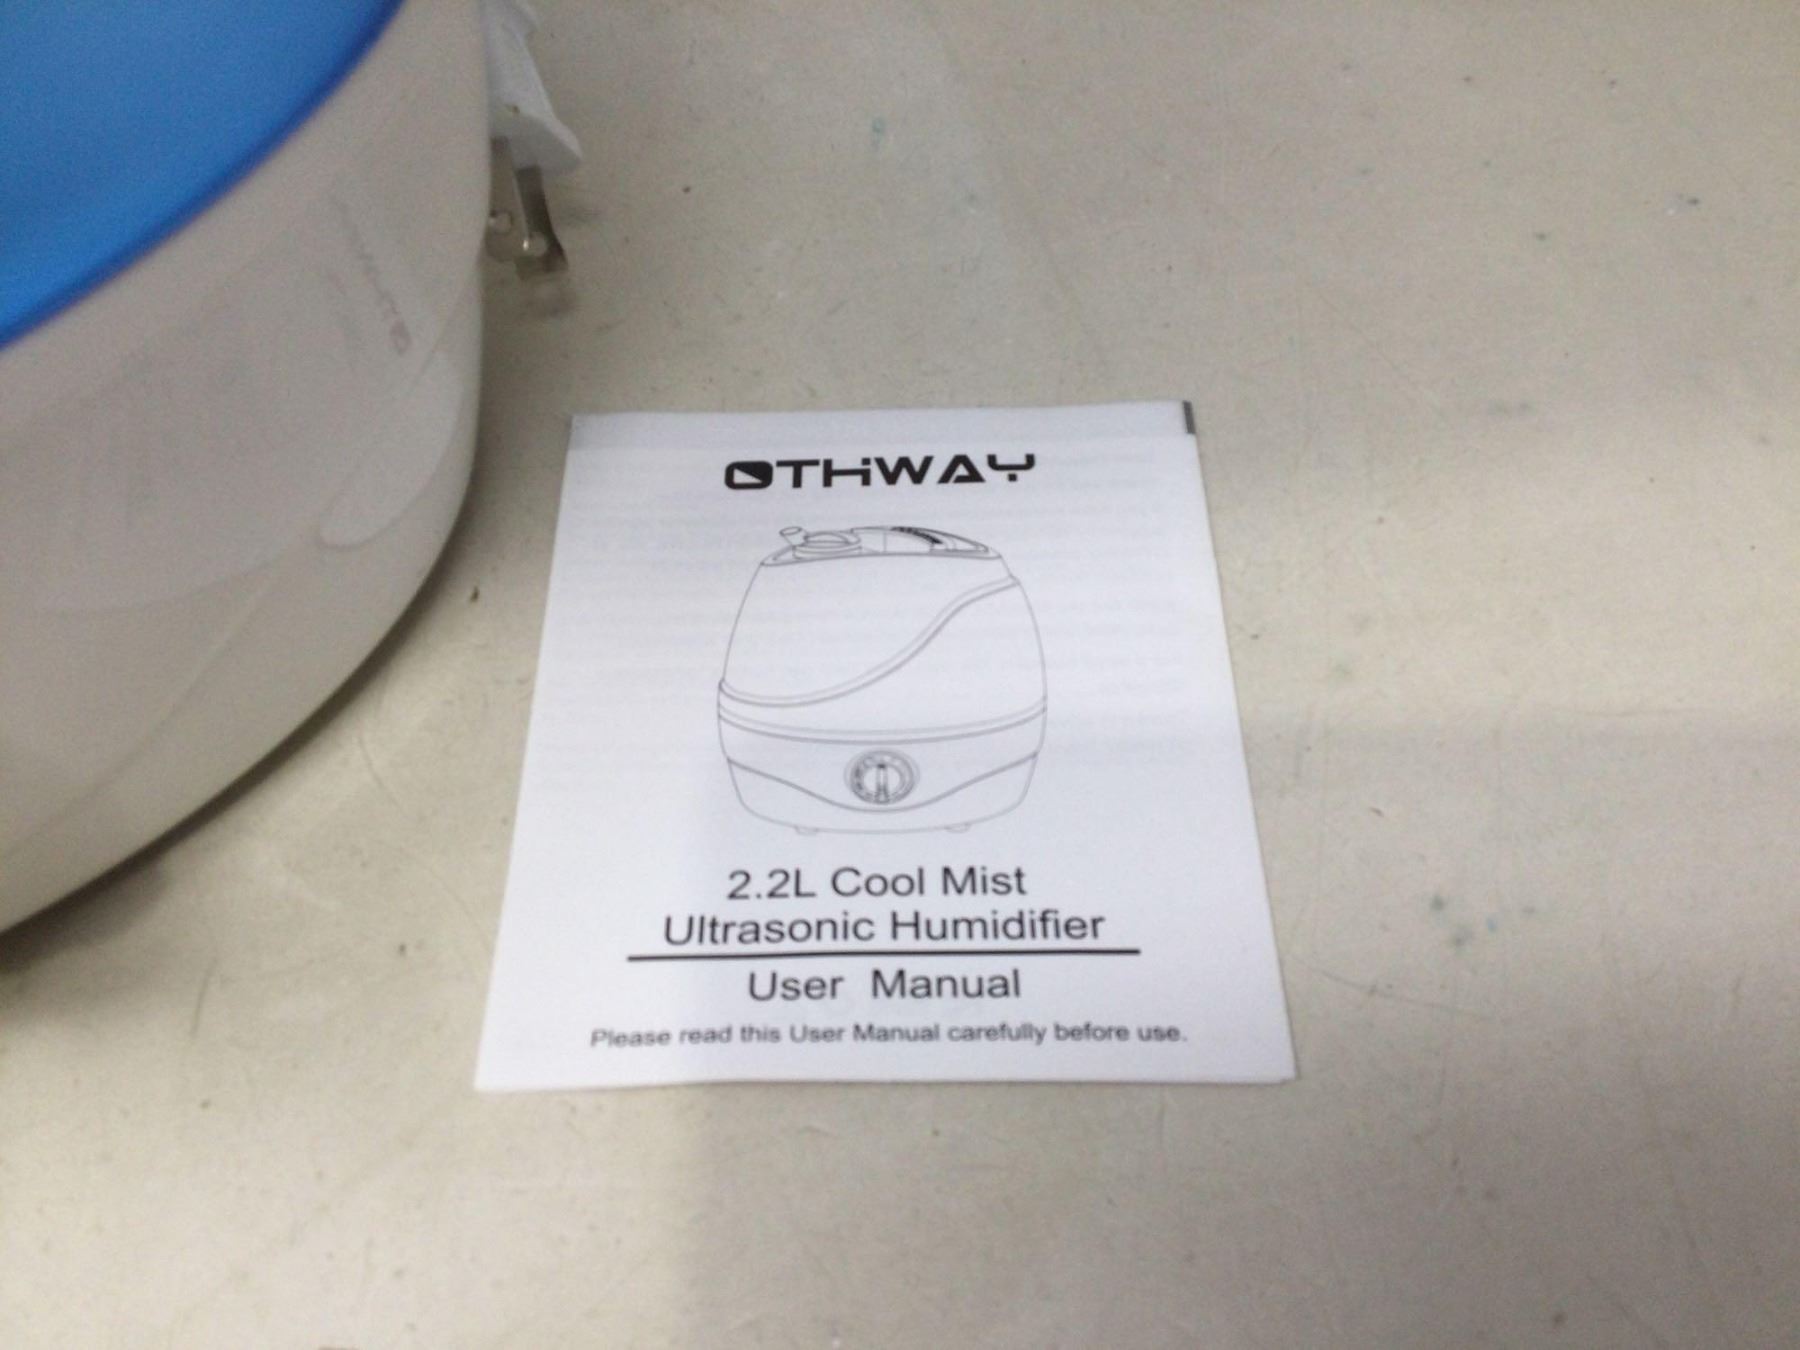 OTHWAY
2.2L Cool Mist
Ultrasonic Humidifier
User Manual
Please read this User Manual carefully before use.